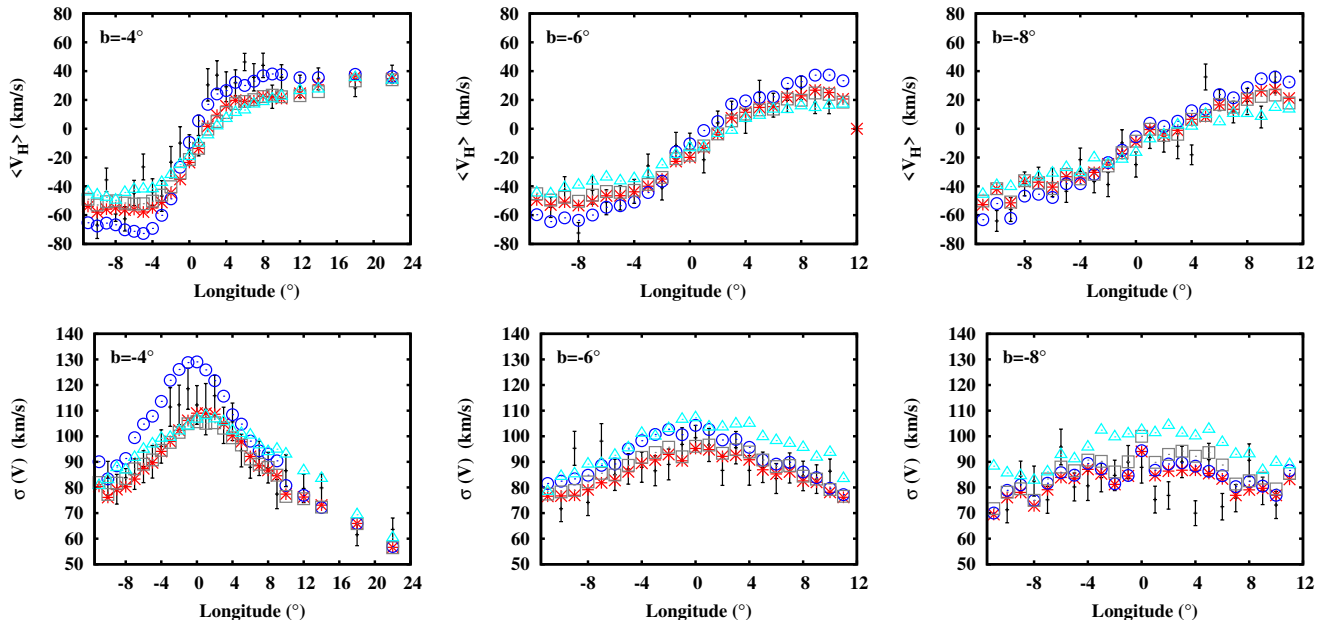 b=-4°
<V_H> (km/s)
80
60
40
20
0
-20
-40
-60
-80
-8 -4 0 4 8 12 16 20 24
Longitude (°)
b=-6°
<V_H> (km/s)
80
60
40
20
0
-20
-40
-60
-80
-8 -4 0 4 8 12
Longitude (°)
b=-8°
<V_H> (km/s)
80
60
40
20
0
-20
-40
-60
-80
-8 -4 0 4 8 12
Longitude (°)
b=-4°
σ (V) (km/s)
140
130
120
110
100
90
80
70
60
50
-8 -4 0 4 8 12 16 20 24
Longitude (°)
b=-6°
σ (V) (km/s)
140
130
120
110
100
90
80
70
60
50
-8 -4 0 4 8 12
Longitude (°)
b=-8°
σ (V) (km/s)
140
130
120
110
100
90
80
70
60
50
-8 -4 0 4 8 12
Longitude (°)